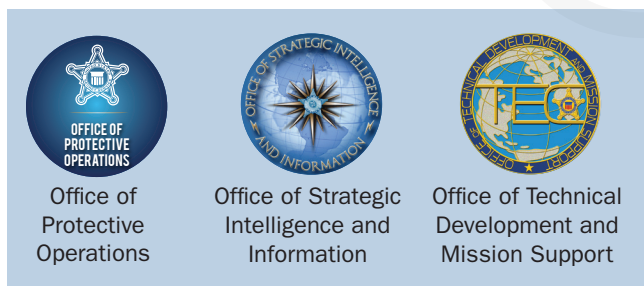 OFFICE OF
PROTECTIVE
OPERATIONS
OFFICE OF STRATEGIC INTELLIGENCE
AND INFORMATION
OFFICE OF TECHNICAL DEVELOPMENT AND MISSION SUPPORT
TEC
Office of
Protective
Operations
Office of Strategic
Intelligence and
Information
Office of Technical
Development and
Mission Support